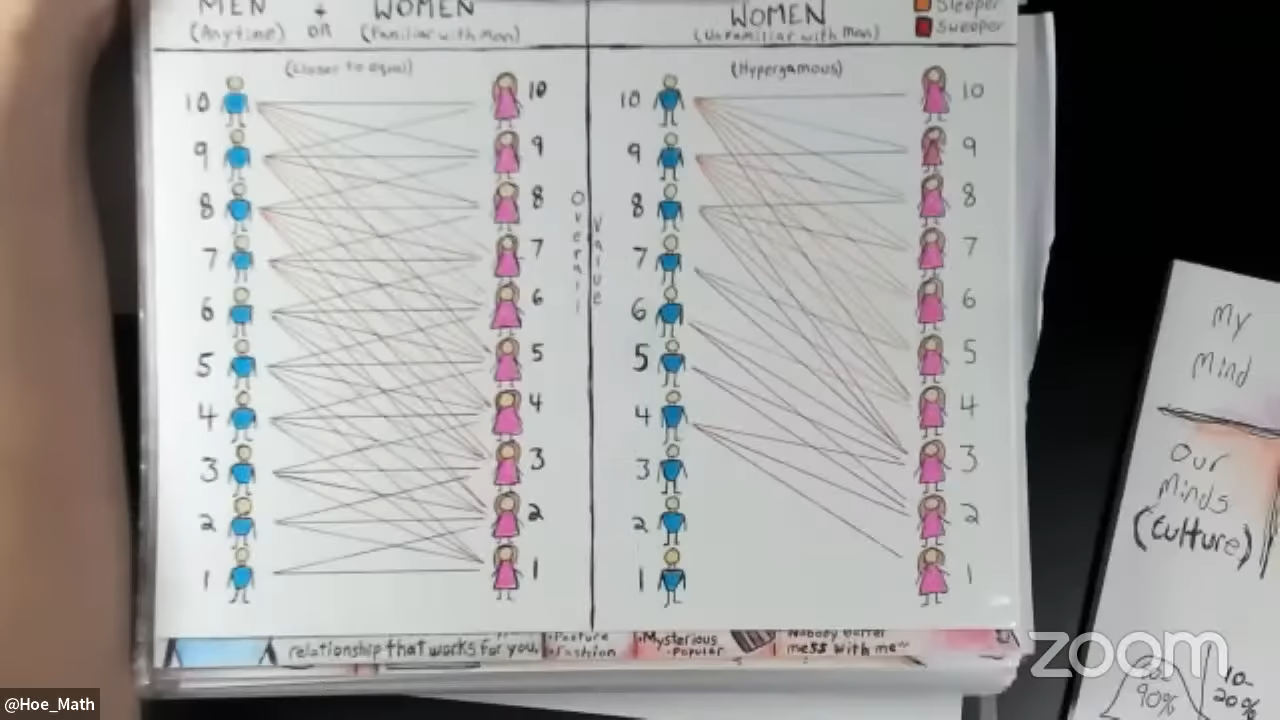 MEN + WOMEN
(Anytime) OR (Familiar with men)
(Closer to equal)
10 10
9 9
8 8
7 7
6 6
5 5
4 4
3 3
2 2
1 1
Overall
Value
WOMEN
(Unfamiliar with men)
(Hypergamous)
10 10
9 9
8 8
7 7
6 6
5 5
4 4
3 3
2 2
1 1
Sleeper
Sweeper
relationship that works for you.
•Posture
•Fashion
•Mysterious
•Popular
Nobody better
mess with me"
My
Mind
Our
Minds
(Culture)
90%
10-
20%
zoom
@Hoe_Math